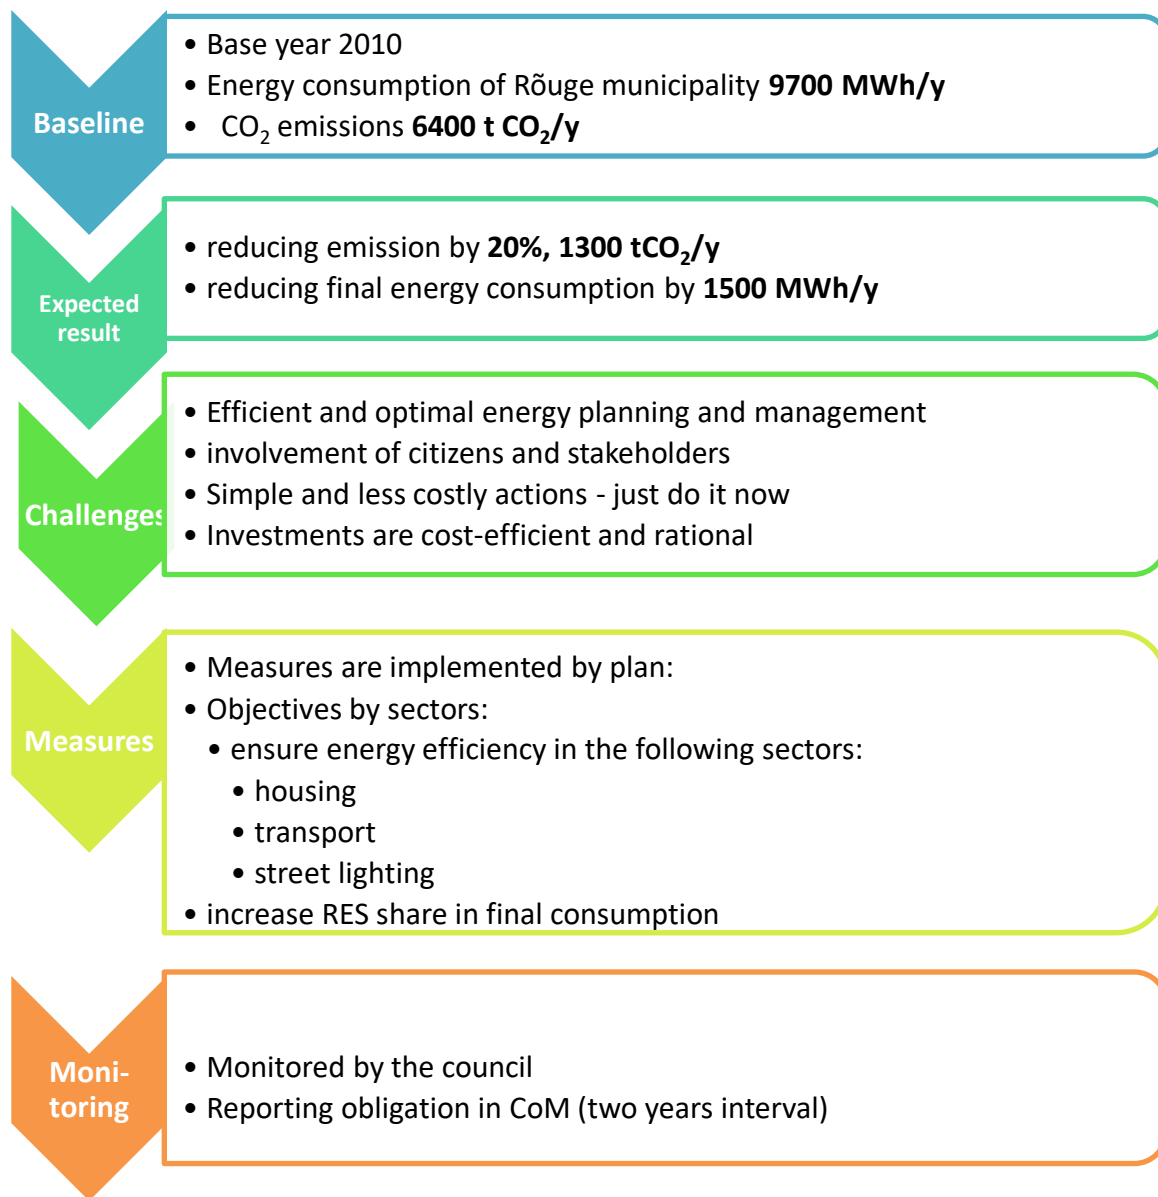 Baseline
• Base year 2010
• Energy consumption of Rõuge municipality 9700 MWh/y
• CO₂ emissions 6400 t CO₂/y
Expected
result
• reducing emission by 20%, 1300 tCO₂/y
• reducing final energy consumption by 1500 MWh/y
Challenges
• Efficient and optimal energy planning and management
• involvement of citizens and stakeholders
• Simple and less costly actions - just do it now
• Investments are cost-efficient and rational
Measures
• Measures are implemented by plan:
• Objectives by sectors:
• ensure energy efficiency in the following sectors:
• housing
• transport
• street lighting
• increase RES share in final consumption
Moni-
toring
• Monitored by the council
• Reporting obligation in CoM (two years interval)